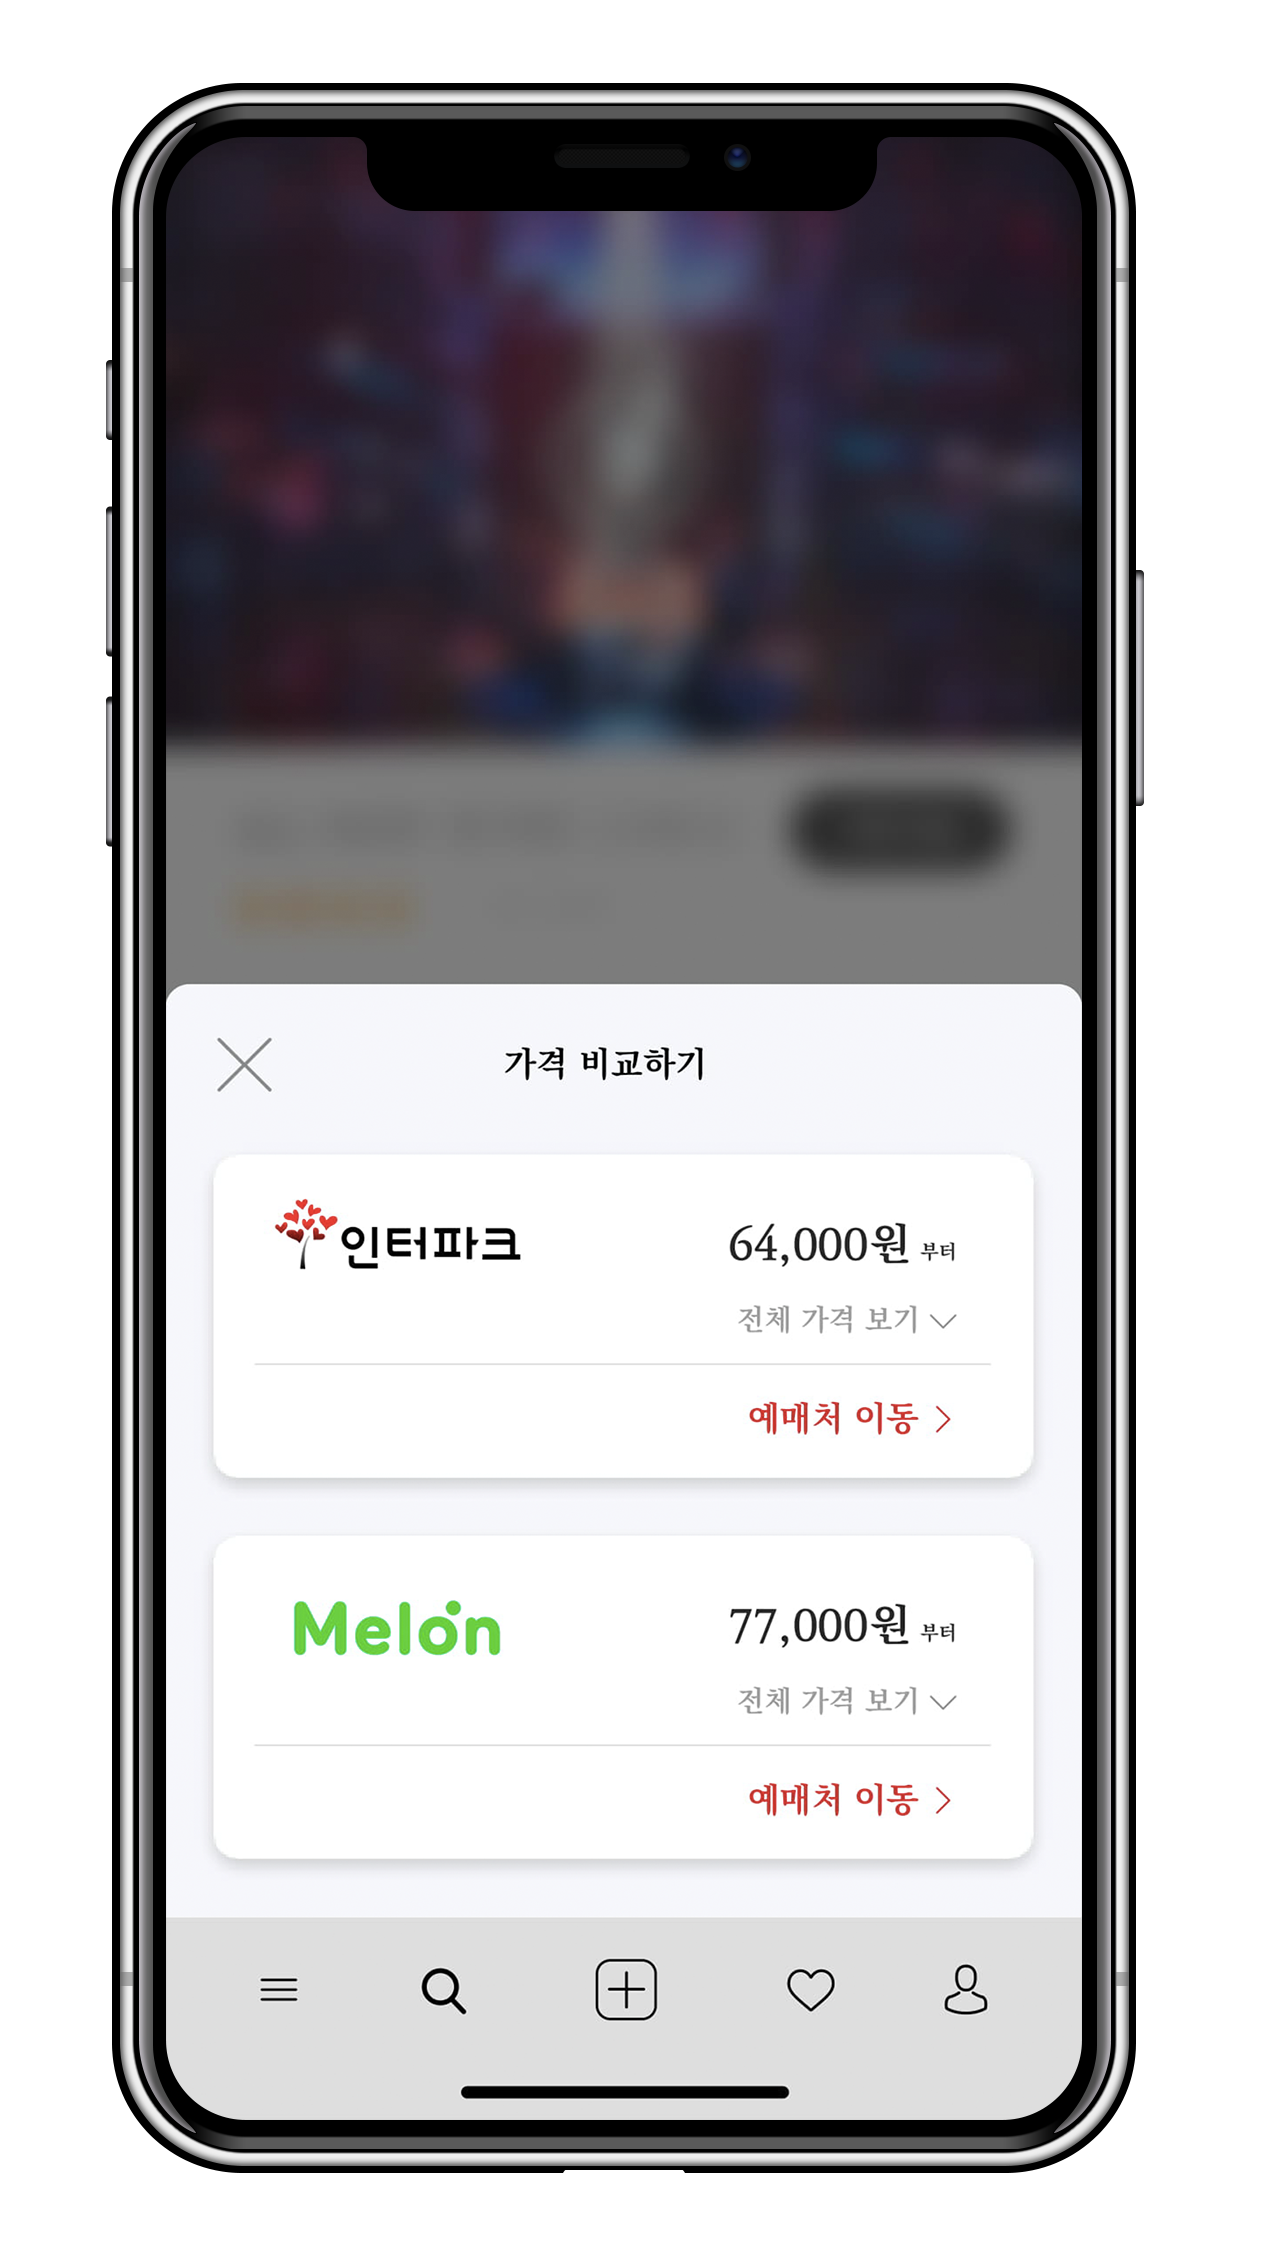 가격 비교하기
인터파크
64,000원 부터
전체 가격 보기
예매처 이동
Melon
77,000원 부터
전체 가격 보기
예매처 이동